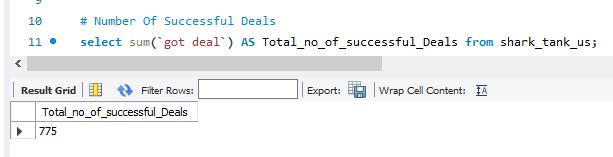 10 # Number Of Successful Deals
11 select sum(`got deal`) AS Total_no_of_successful_Deals from shark_tank_us;
Result Grid Filter Rows: Export: Wrap Cell Content:
Total_no_of_successful_Deals
775